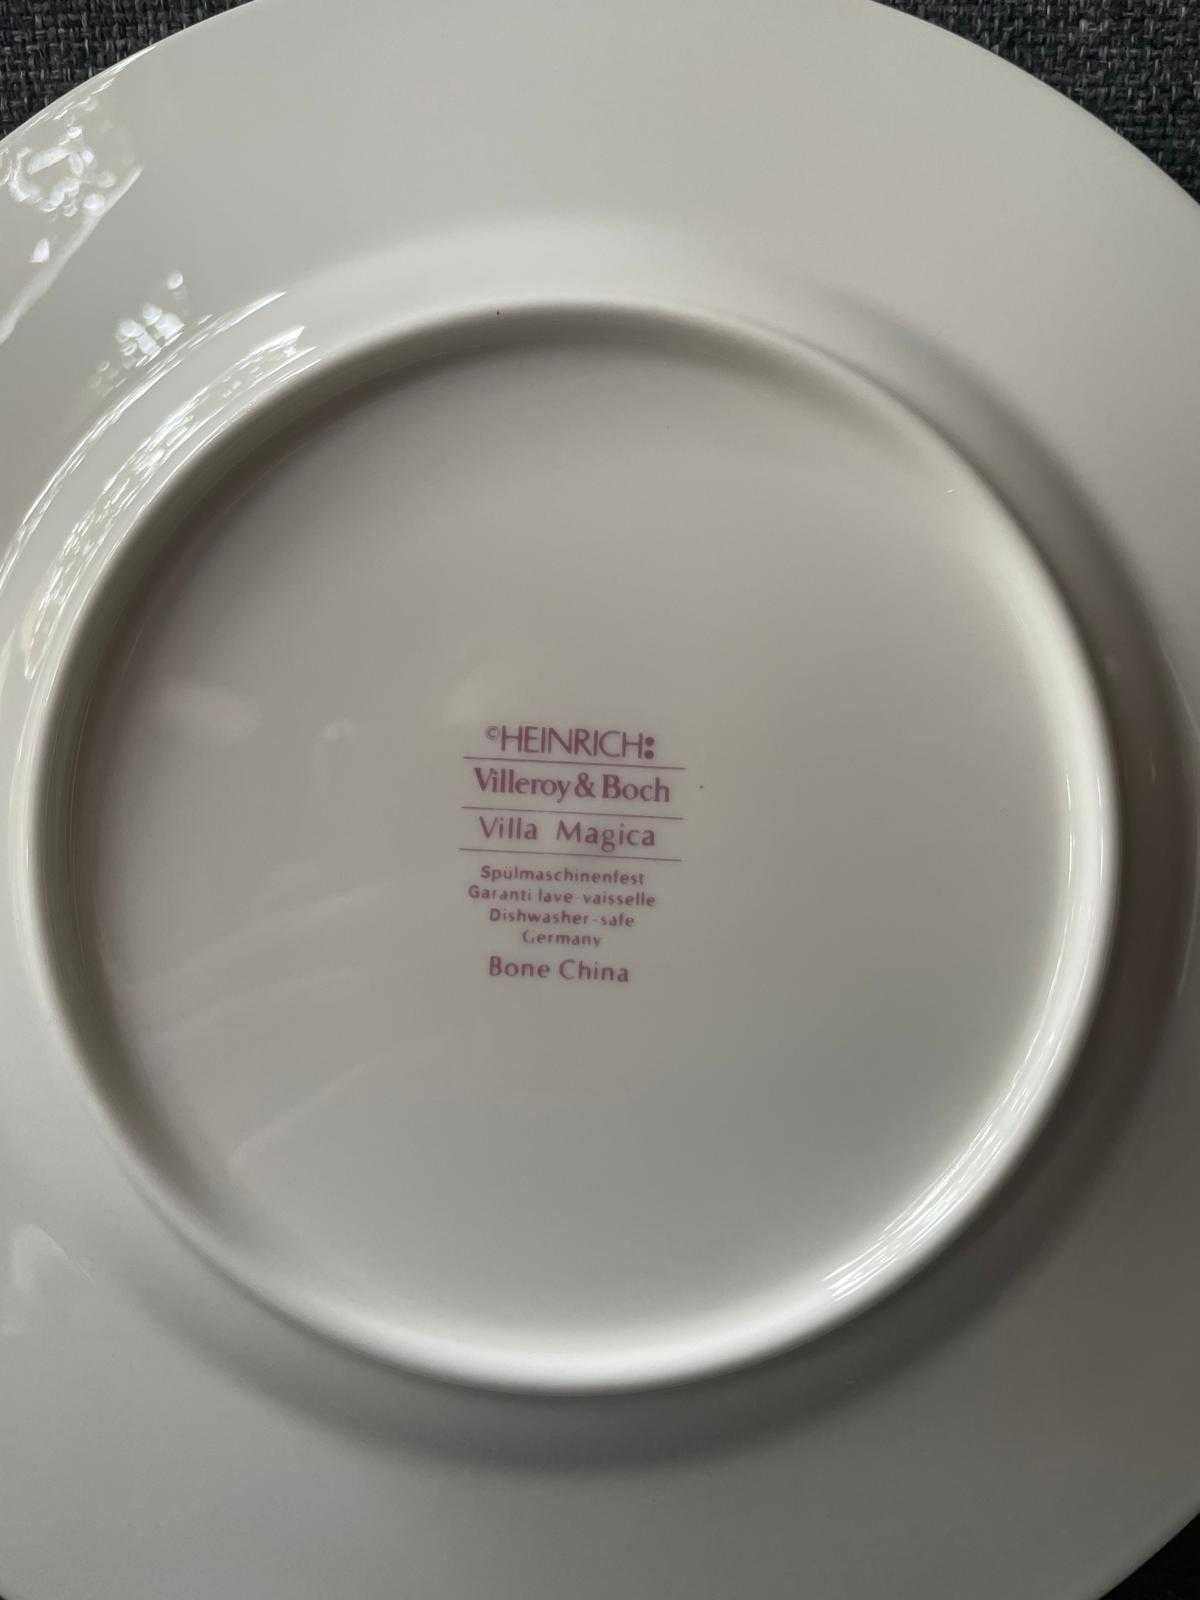 ©HEINRICH:
Villeroy & Boch
Villa Magica
Spülmaschinenfest
Garanti lave-vaisselle
Dishwasher-safe
Germany
Bone China